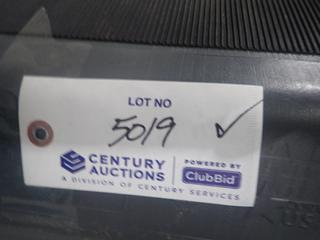 LOT NO
5019 ✓
CENTURY AUCTIONS
POWERED BY
ClubBid
A DIVISION OF CENTURY SERVICES